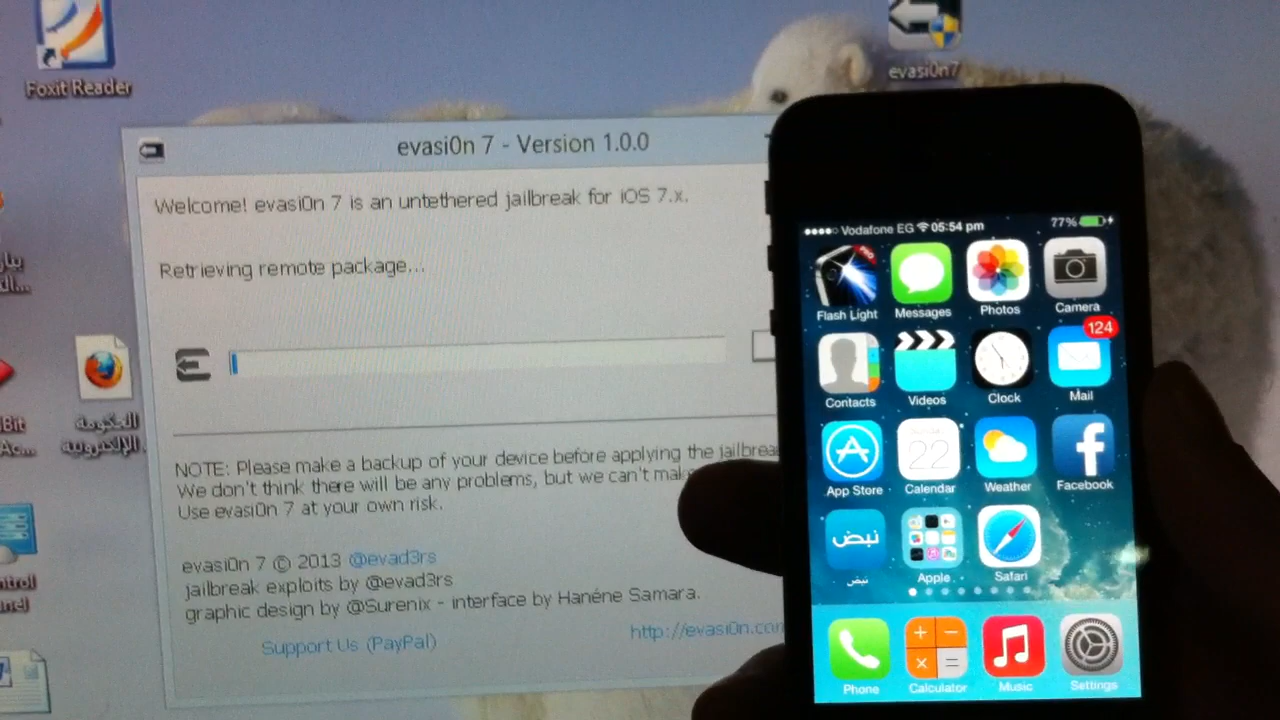 Foxit Reader
evasi0n7
evasi0n 7 - Version 1.0.0
Welcome! evasi0n 7 is an untethered jailbreak for iOS 7.x.
Retrieving remote package...
الحكومة
الإلكترونية
NOTE: Please make a backup of your device before applying the
We don't think there will be any problems, but we can't
Use evasi0n 7 at your own risk.
evasi0n 7 © 2013 @evad3rs
jailbreak exploits by @evad3rs
graphic design by @Surenix - interface by Hanéne Samara.
Support Us (PayPal)
Vodafone EG 05:54 pm 77%
PRO
Flash Light Messages Photos Camera
124
Contacts Videos Clock Mail
22
App Store Calendar Weather Facebook
نبض
نبض Apple Safari
Phone Calculator Music Settings